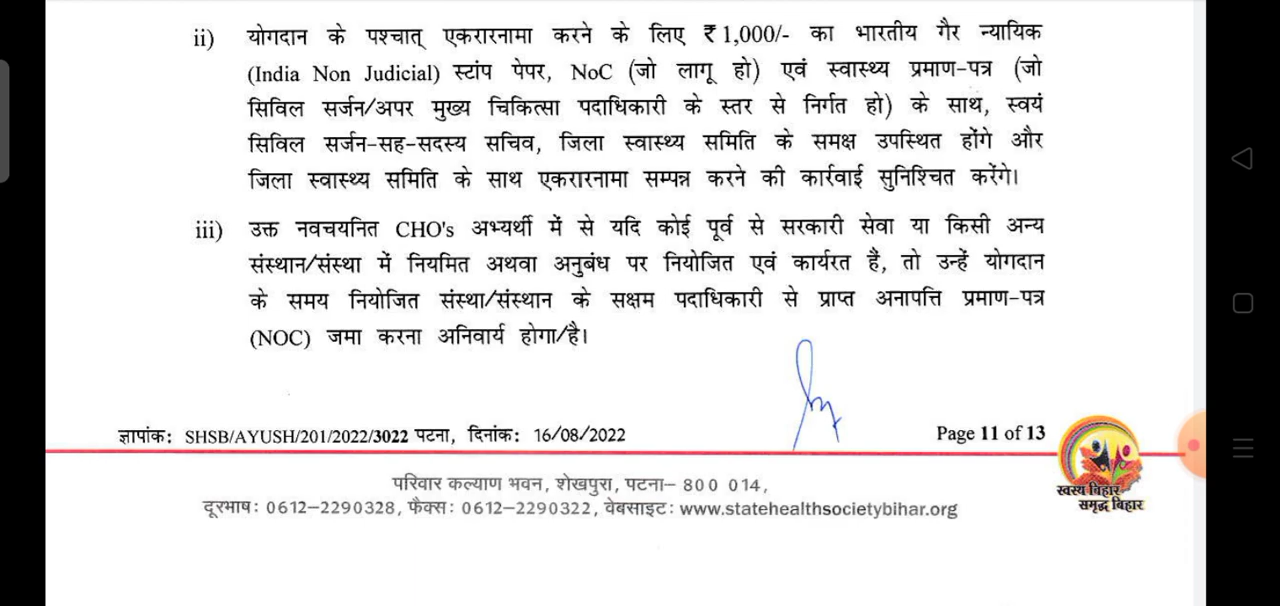 ii) योगदान के पश्चात् एकरारनामा करने के लिए ₹ 1,000/- का भारतीय गैर न्यायिक
(India Non Judicial) स्टांप पेपर, NoC (जो लागू हो) एवं स्वास्थ्य प्रमाण-पत्र (जो
सिविल सर्जन/अपर मुख्य चिकित्सा पदाधिकारी के स्तर से निर्गत हो) के साथ, स्वयं
सिविल सर्जन-सह-सदस्य सचिव, जिला स्वास्थ्य समिति के समक्ष उपस्थित होंगे और
जिला स्वास्थ्य समिति के साथ एकरारनामा सम्पन्न करने की कार्रवाई सुनिश्चित करेंगे।
iii) उक्त नवचयनित CHO's अभ्यर्थी में से यदि कोई पूर्व से सरकारी सेवा या किसी अन्य
संस्थान/संस्था में नियमित अथवा अनुबंध पर नियोजित एवं कार्यरत हैं, तो उन्हें योगदान
के समय नियोजित संस्था/संस्थान के सक्षम पदाधिकारी से प्राप्त अनापत्ति प्रमाण-पत्र
(NOC) जमा करना अनिवार्य होगा/है।
ज्ञापांक: SHSB/AYUSH/201/2022/3022 पटना, दिनांक: 16/08/2022 Page 11 of 13
परिवार कल्याण भवन, शेखपुरा, पटना– 800 014,
दूरभाष: 0612–2290328, फैक्स: 0612–2290322, वेबसाइट: www.statehealthsocietybihar.org
स्वस्थ बिहार
समृद्ध बिहार